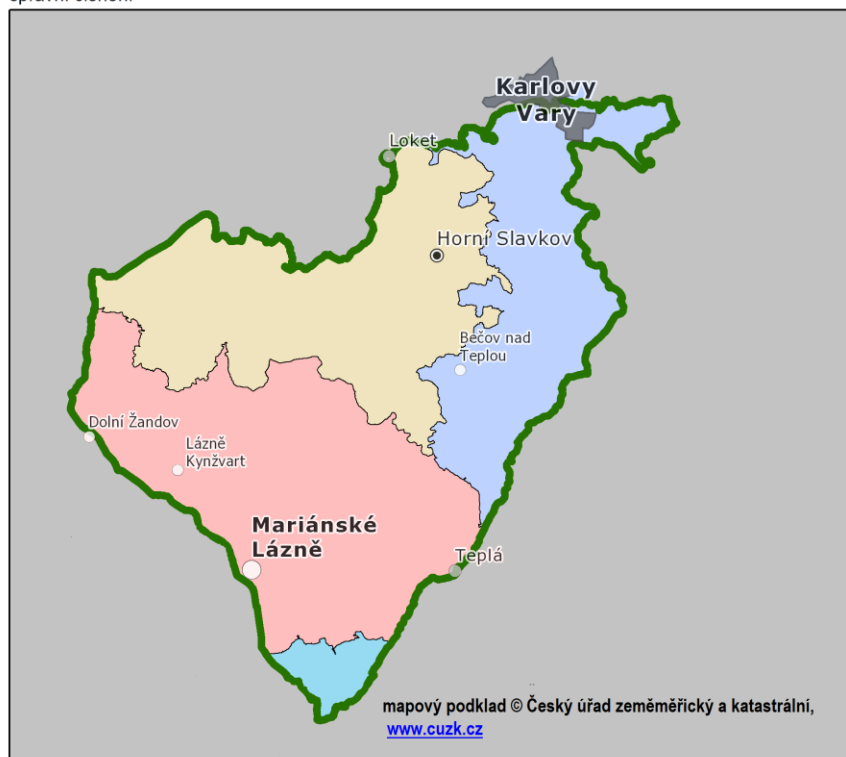 Karlovy
Vary
Loket
Horní Slavkov
Bečov nad
Teplou
Dolní Žandov
Lázně
Kynžvart
Mariánské
Lázně
Teplá
mapový podklad © Český úřad zeměměřický a katastrální,
www.cuzk.cz